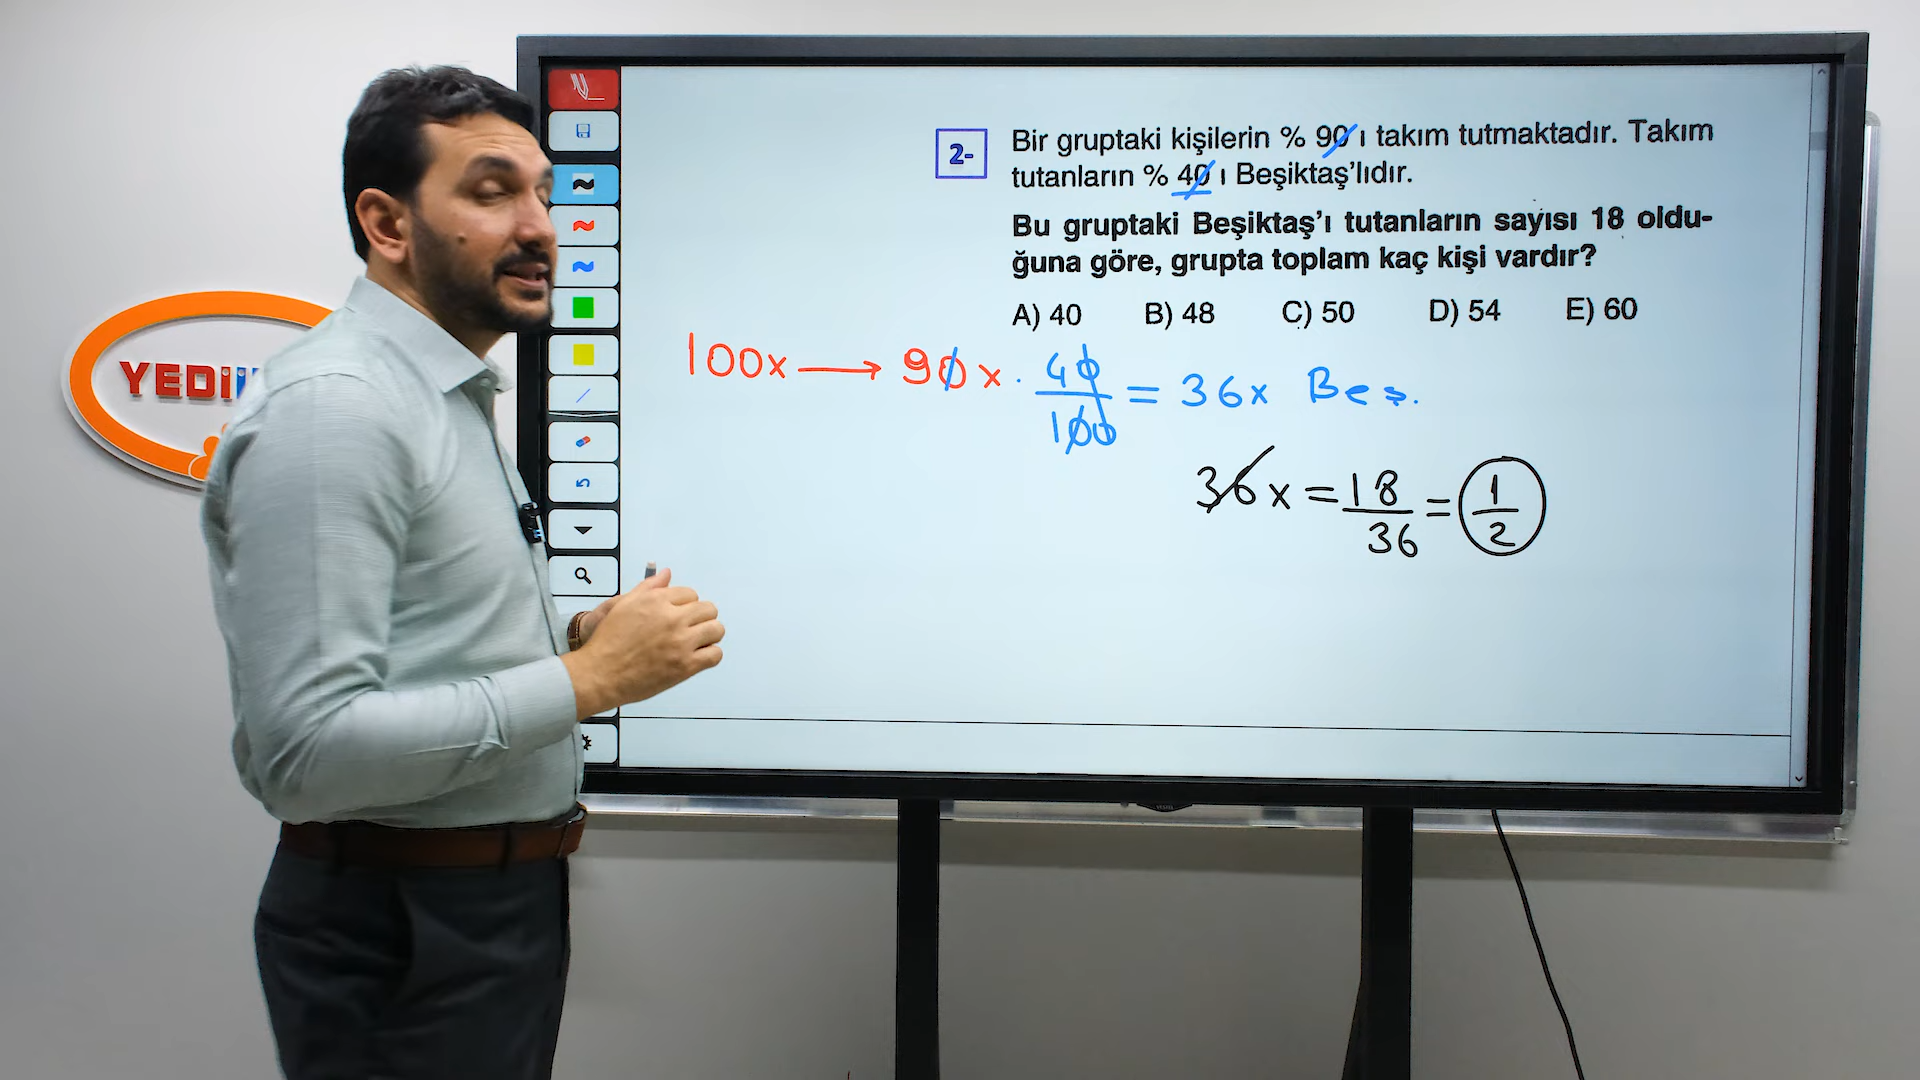 2- Bir gruptaki kişilerin % 90 ı takım tutmaktadır. Takım
tutanların % 40 ı Beşiktaş'lıdır.
Bu gruptaki Beşiktaş'ı tutanların sayısı 18 oldu-
ğuna göre, grupta toplam kaç kişi vardır?
A) 40 B) 48 C) 50 D) 54 E) 60
100x → 90x · 40/100 = 36x Beş.
36x = 18/36 = 1/2
YEDİ